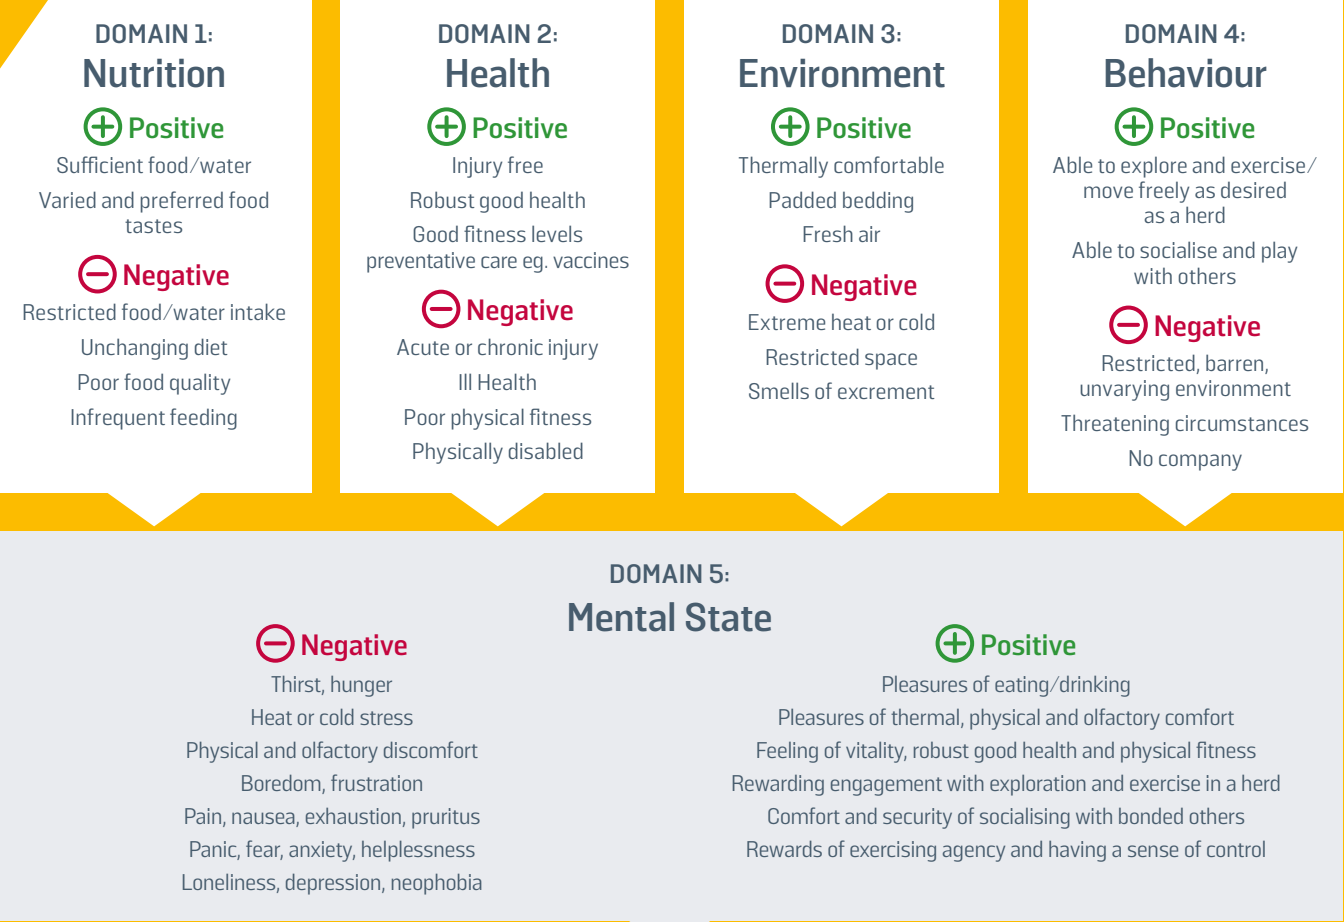 DOMAIN 1:
Nutrition
Positive
Sufficient food/water
Varied and preferred food
tastes
Negative
Restricted food/water intake
Unchanging diet
Poor food quality
Infrequent feeding
DOMAIN 2:
Health
Positive
Injury free
Robust good health
Good fitness levels
preventative care eg. vaccines
Negative
Acute or chronic injury
Ill Health
Poor physical fitness
Physically disabled
DOMAIN 3:
Environment
Positive
Thermally comfortable
Padded bedding
Fresh air
Negative
Extreme heat or cold
Restricted space
Smells of excrement
DOMAIN 4:
Behaviour
Positive
Able to explore and exercise/
move freely as desired
as a herd
Able to socialise and play
with others
Negative
Restricted, barren,
unvarying environment
Threatening circumstances
No company
DOMAIN 5:
Mental State
Negative
Thirst, hunger
Heat or cold stress
Physical and olfactory discomfort
Boredom, frustration
Pain, nausea, exhaustion, pruritus
Panic, fear, anxiety, helplessness
Loneliness, depression, neophobia
Positive
Pleasures of eating/drinking
Pleasures of thermal, physical and olfactory comfort
Feeling of vitality, robust good health and physical fitness
Rewarding engagement with exploration and exercise in a herd
Comfort and security of socialising with bonded others
Rewards of exercising agency and having a sense of control